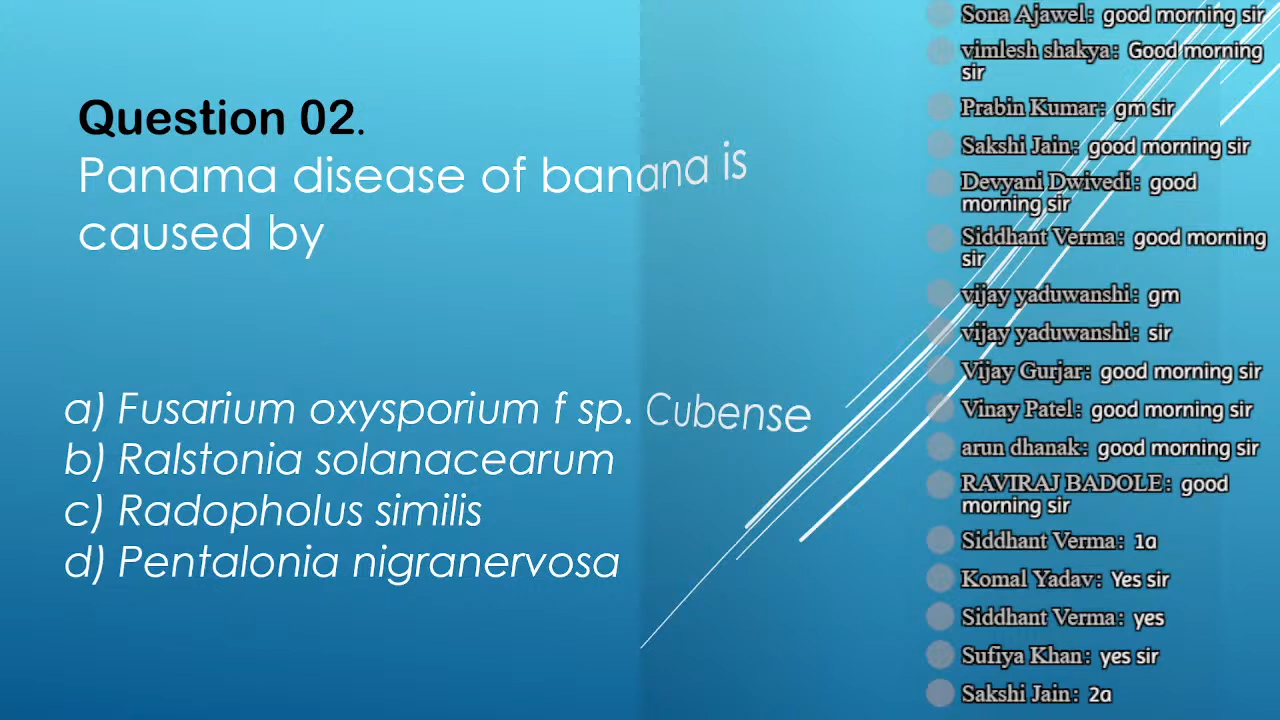 Question 02.
Panama disease of banana is
caused by
a) Fusarium oxysporium f sp. Cubense
b) Ralstonia solanacearum
c) Radopholus similis
d) Pentalonia nigranervosa
Sona Ajawel: good morning sir
vimlesh shakya: Good morning
sir
Prabin Kumar: gm sir
Sakshi Jain: good morning sir
Devyani Dwivedi: good
morning sir
Siddhant Verma: good morning
sir
vijay yaduwanshi: gm
vijay yaduwanshi: sir
Vijay Gurjar: good morning sir
Vinay Patel: good morning sir
arun dhanak: good morning sir
RAVIRAJ BADOLE: good
morning sir
Siddhant Verma: 1a
Komal Yadav: Yes sir
Siddhant Verma: yes
Sufiya Khan: yes sir
Sakshi Jain: 2a